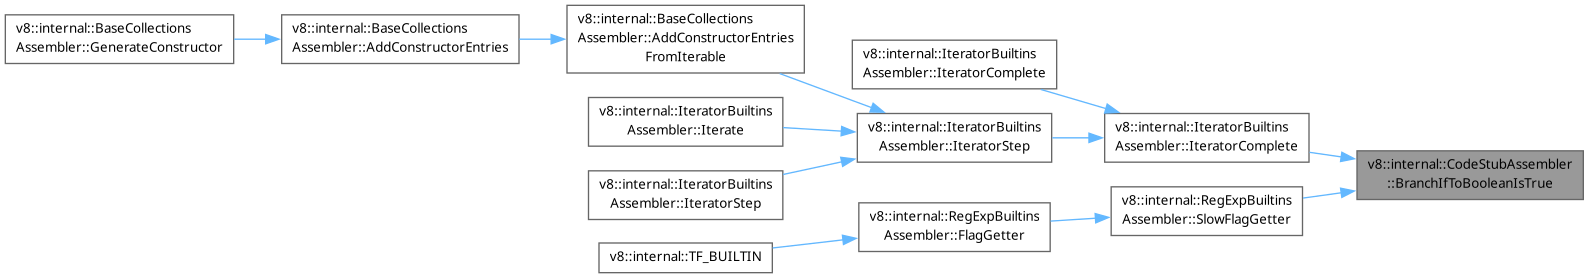 v8::internal::BaseCollections
Assembler::GenerateConstructor
v8::internal::BaseCollections
Assembler::AddConstructorEntries
v8::internal::BaseCollections
Assembler::AddConstructorEntries
FromIterable
v8::internal::IteratorBuiltins
Assembler::Iterate
v8::internal::IteratorBuiltins
Assembler::IteratorStep
v8::internal::TF_BUILTIN
v8::internal::IteratorBuiltins
Assembler::IteratorComplete
v8::internal::IteratorBuiltins
Assembler::IteratorStep
v8::internal::RegExpBuiltins
Assembler::FlagGetter
v8::internal::IteratorBuiltins
Assembler::IteratorComplete
v8::internal::RegExpBuiltins
Assembler::SlowFlagGetter
v8::internal::CodeStubAssembler
::BranchIfToBooleanIsTrue